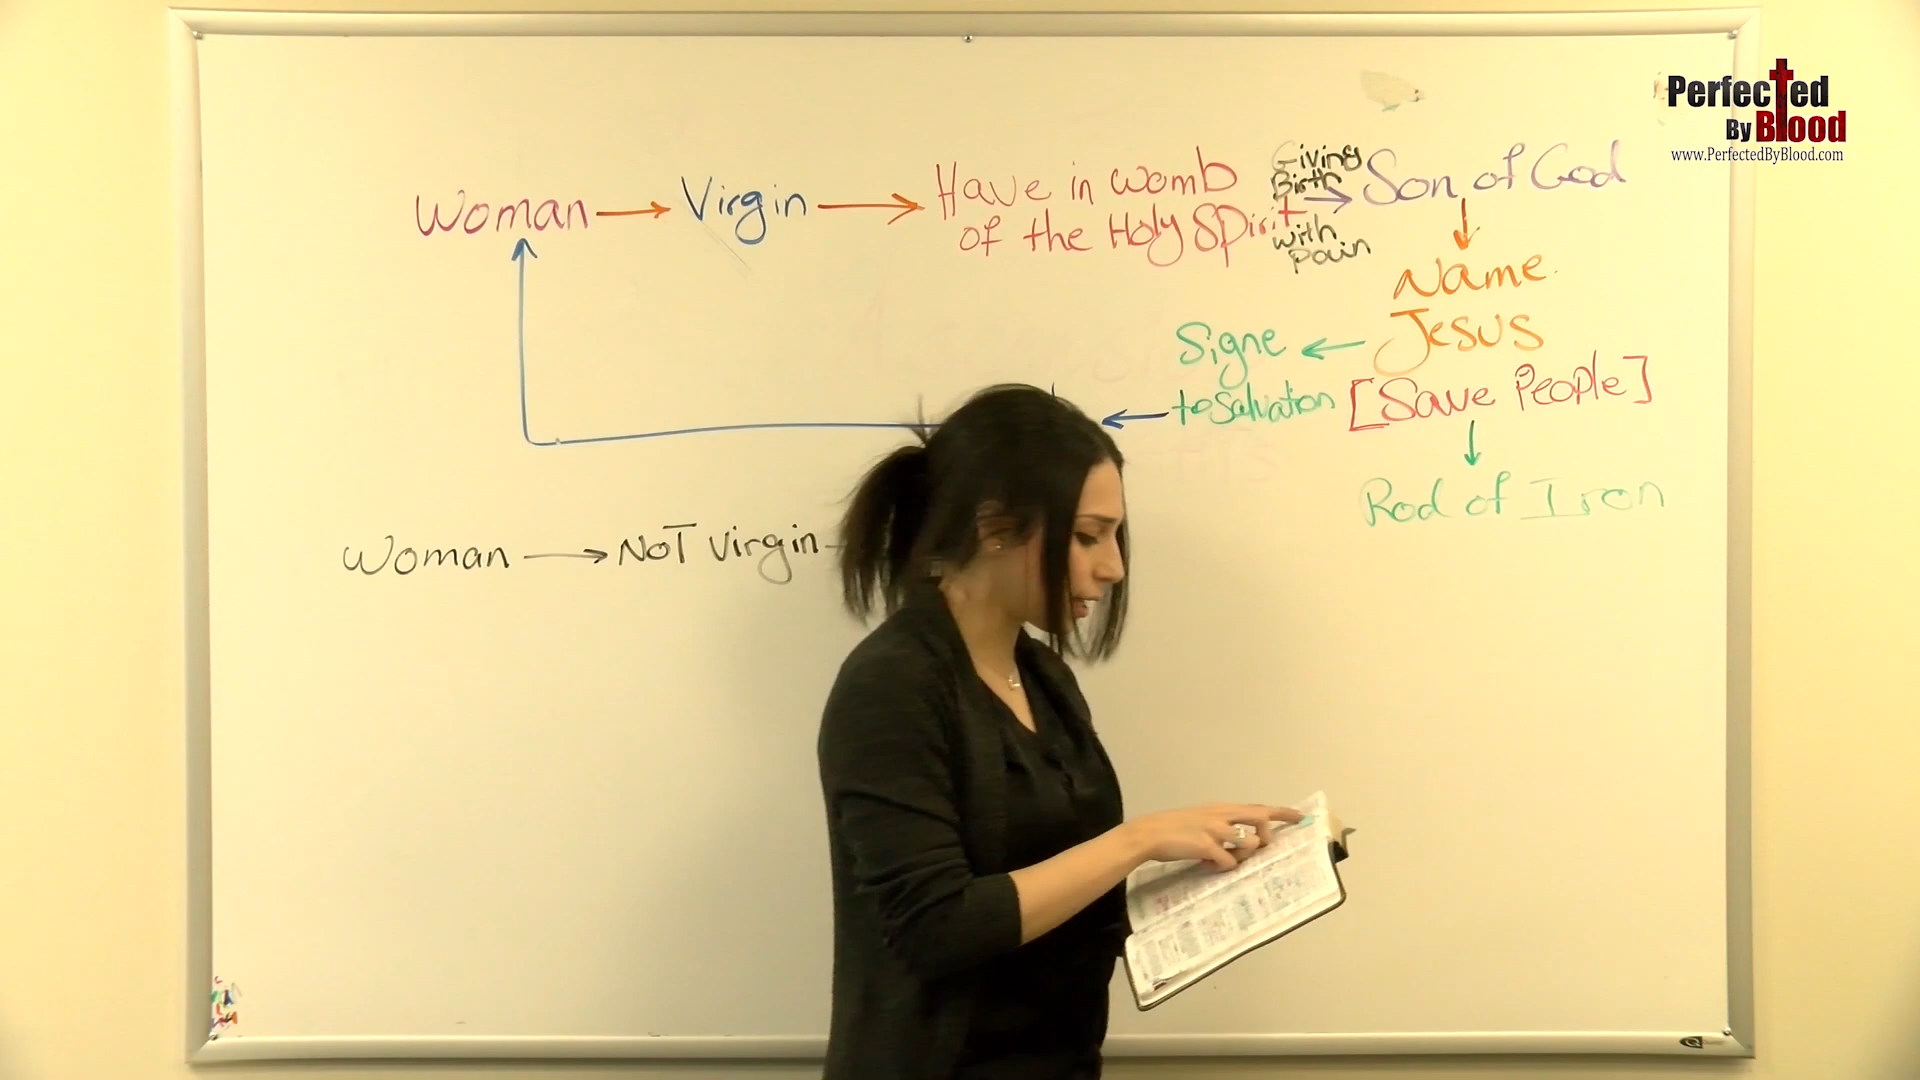 Perfected
By Blood
www.PerfectedByBlood.com
Woman → Virgin → Have in womb
of the Holy Spirit
Giving
Birth
→
with
Pain
Son of God
Name
Jesus
[Save People]
Rod of Iron
Signe ←
to Salvation
Woman → NOT Virgin